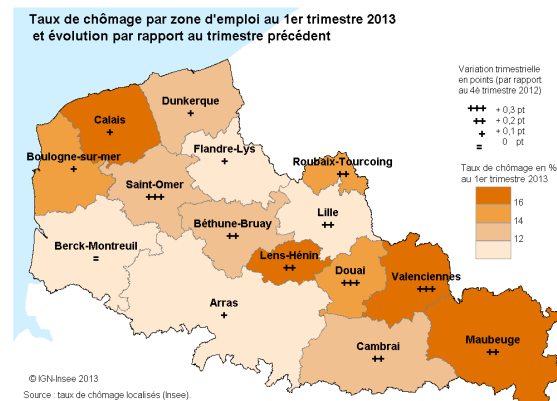 Taux de chômage par zone d'emploi au 1er trimestre 2013
et évolution par rapport au trimestre précédent
Variation trimestrielle
en points (par rapport
au 4è trimestre 2012)
+++ + 0,3 pt
++ + 0,2 pt
+ + 0,1 pt
= 0 pt
Taux de chômage en %
au 1er trimestre 2013
16
14
12
Dunkerque
+
Calais
+
Flandre-Lys
+
Boulogne-sur-mer
+
Roubaix-Tourcoing
++
Saint-Omer
+++
Lille
++
Béthune-Bruay
++
Berck-Montreuil
=
Lens-Hénin
++
Douai
+++
Valenciennes
+++
Arras
+
Cambrai
++
Maubeuge
++
© IGN-Insee 2013
Source : taux de chômage localisés (Insee).